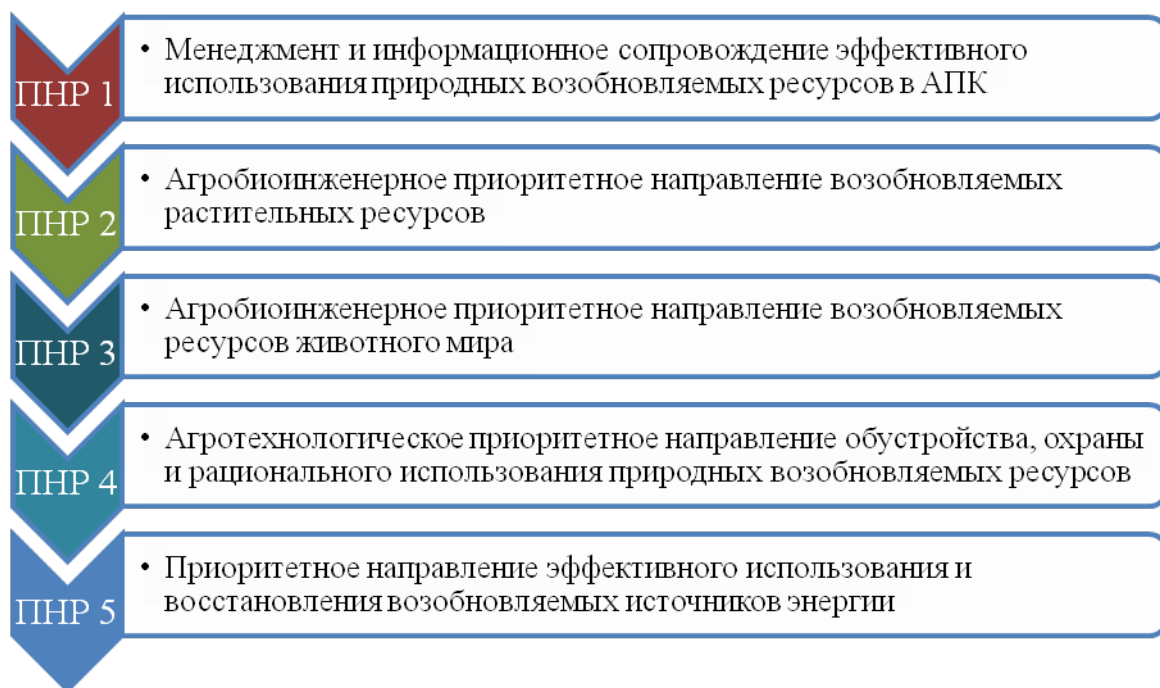 ПНР 1
• Менеджмент и информационное сопровождение эффективного
использования природных возобновляемых ресурсов в АПК
ПНР 2
• Агробиоинженерное приоритетное направление возобновляемых
растительных ресурсов
ПНР 3
• Агробиоинженерное приоритетное направление возобновляемых
ресурсов животного мира
ПНР 4
• Агротехнологическое приоритетное направление обустройства, охраны
и рационального использования природных возобновляемых ресурсов
ПНР 5
• Приоритетное направление эффективного использования и
восстановления возобновляемых источников энергии